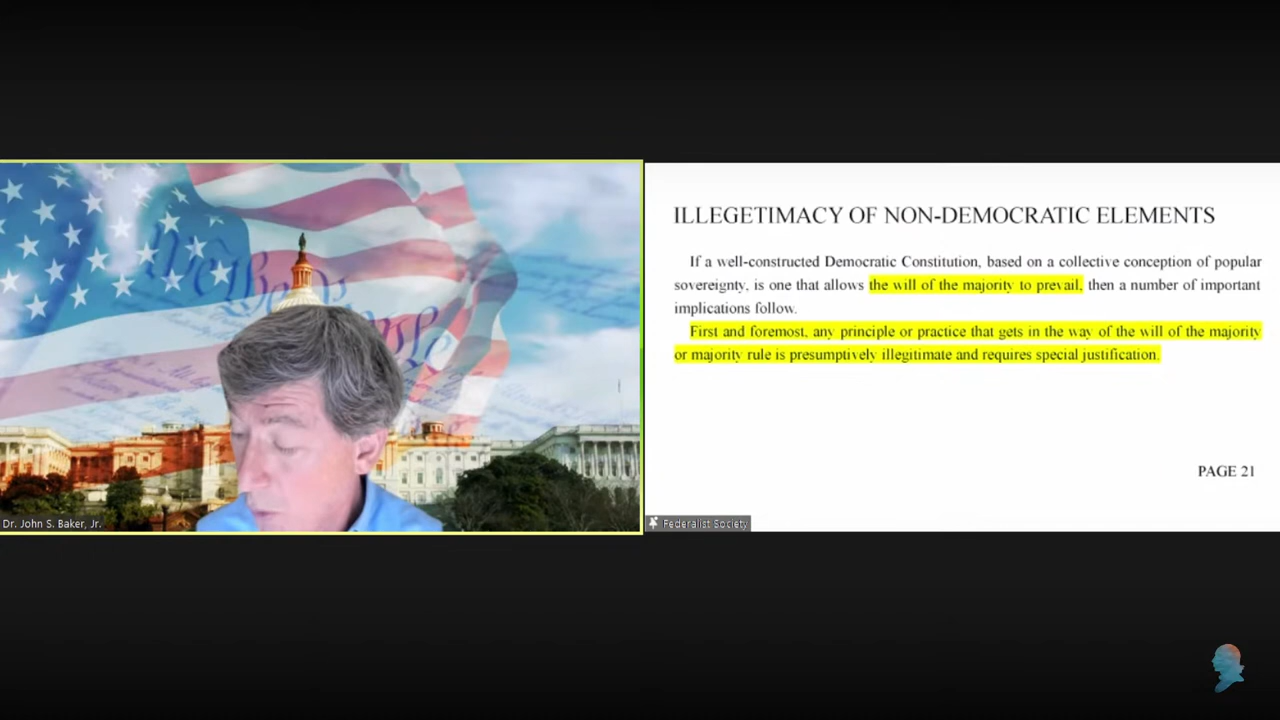 We the
People
Dr. John S. Baker, Jr.
ILLEGETIMACY OF NON-DEMOCRATIC ELEMENTS
If a well-constructed Democratic Constitution, based on a collective conception of popular
sovereignty, is one that allows the will of the majority to prevail, then a number of important
implications follow.
First and foremost, any principle or practice that gets in the way of the will of the majority
or majority rule is presumptively illegitimate and requires special justification.
PAGE 21
Federalist Society